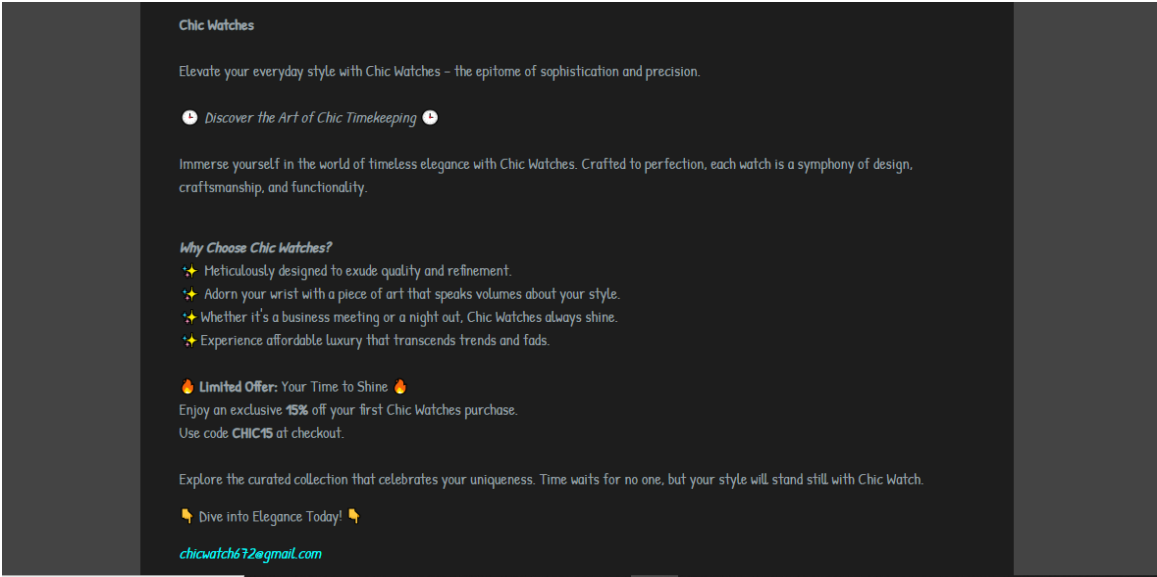 Chic Watches
Elevate your everyday style with Chic Watches – the epitome of sophistication and precision.
🕒 Discover the Art of Chic Timekeeping 🕒
Immerse yourself in the world of timeless elegance with Chic Watches. Crafted to perfection, each watch is a symphony of design,
craftsmanship, and functionality.
Why Choose Chic Watches?
✨ Meticulously designed to exude quality and refinement.
✨ Adorn your wrist with a piece of art that speaks volumes about your style.
✨ Whether it's a business meeting or a night out, Chic Watches always shine.
✨ Experience affordable luxury that transcends trends and fads.
🔥 Limited Offer: Your Time to Shine 🔥
Enjoy an exclusive 15% off your first Chic Watches purchase.
Use code CHIC15 at checkout.
Explore the curated collection that celebrates your uniqueness. Time waits for no one, but your style will stand still with Chic Watch.
👇 Dive into Elegance Today! 👇
chicwatch672@gmail.com